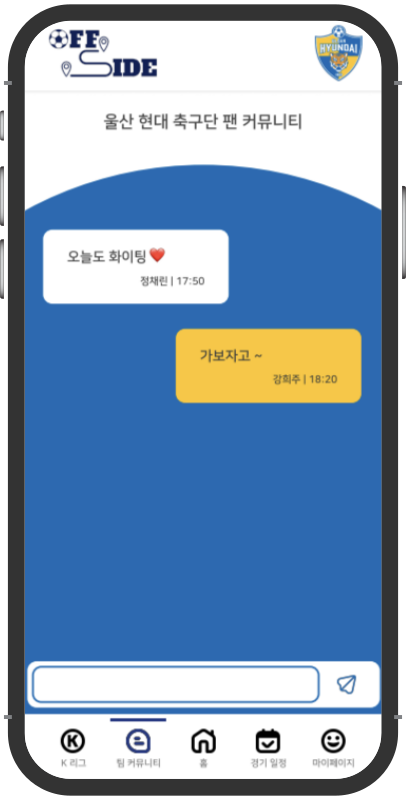 OFF
SIDE
HYUNDAI
울산 현대 축구단 팬 커뮤니티
오늘도 화이팅❤️
정채린 | 17:50
가보자고 ~
강희주 | 18:20
K 리그
팀 커뮤니티
홈
경기 일정
마이페이지